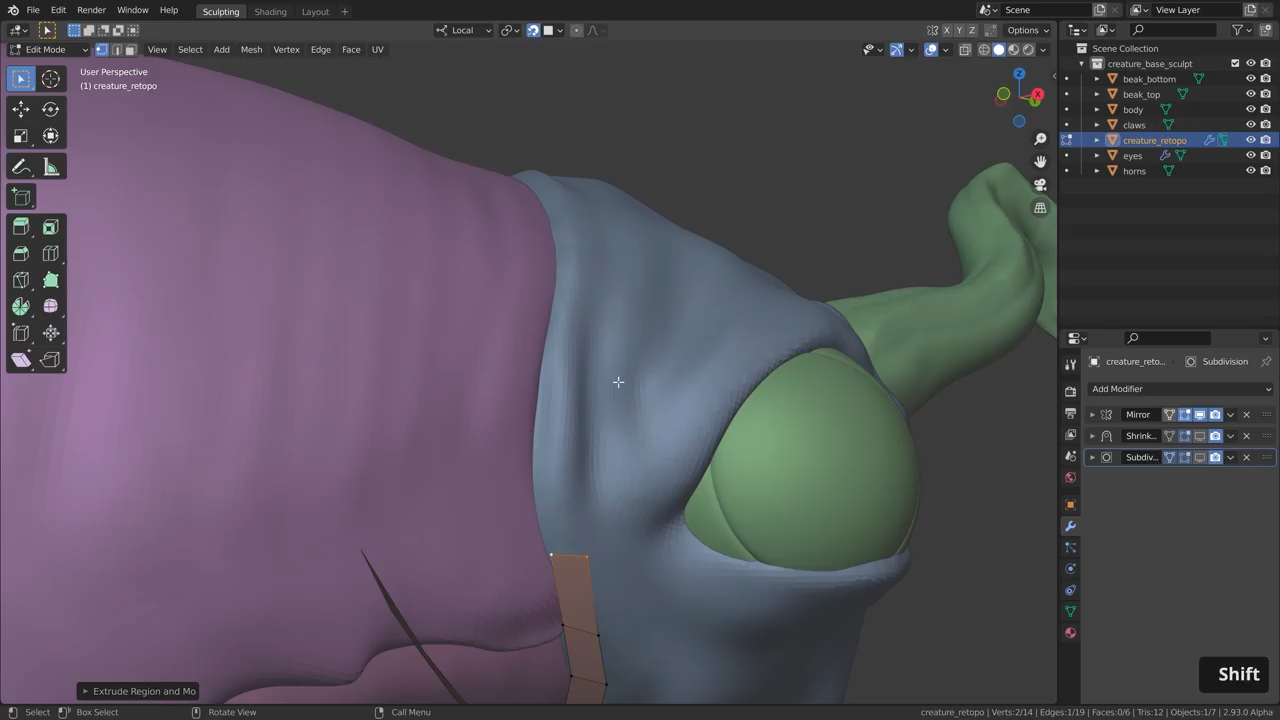 File Edit Render Window Help Sculpting Shading Layout + Scene View Layer
Local X Y Z Options
Edit Mode View Select Add Mesh Vertex Edge Face UV
User Perspective
(1) creature_retopo
Z
X
Scene Collection
creature_base_sculpt
beak_bottom
beak_top
body
claws
creature_retopo
eyes
horns
creature_reto... Subdivision
Add Modifier
Mirror
Shrink...
Subdiv...
Shift
Extrude Region and Mo
Select Box Select Rotate View Call Menu creature_retopo | Verts:2/14 | Edges:1/19 | Faces:0/6 | Tris:12 | Objects:1/7 | 2.93.0 Alpha